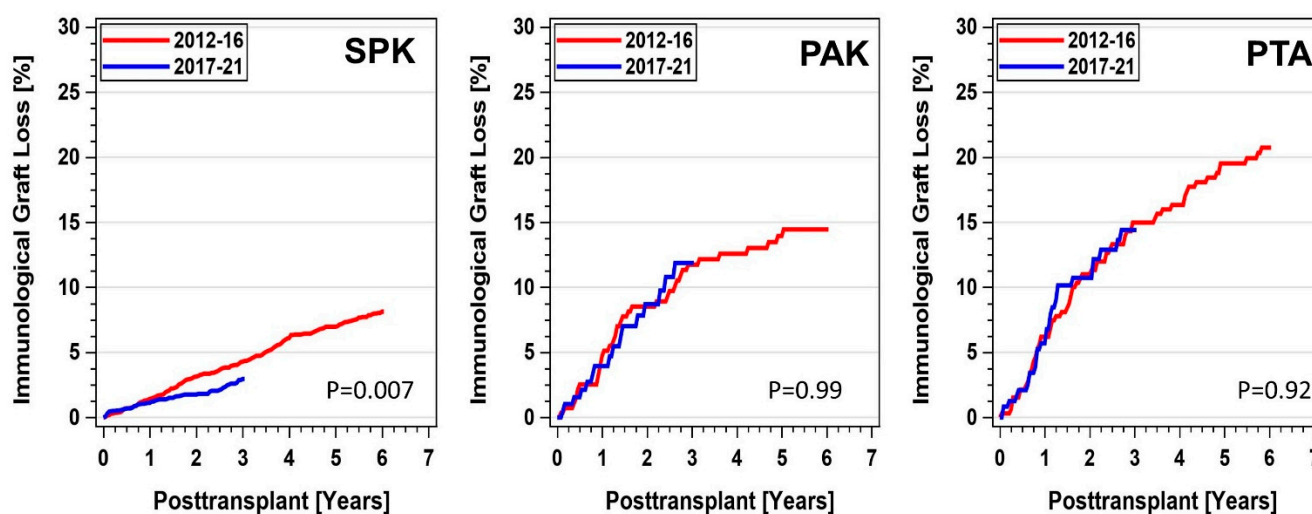 Immunological Graft Loss [%]
30
25
20
15
10
5
0
2012-16
2017-21
SPK
P=0.007
0 1 2 3 4 5 6 7
Posttransplant [Years]
Immunological Graft Loss [%]
30
25
20
15
10
5
0
2012-16
2017-21
PAK
P=0.99
0 1 2 3 4 5 6 7
Posttransplant [Years]
Immunological Graft Loss [%]
30
25
20
15
10
5
0
2012-16
2017-21
PTA
P=0.92
0 1 2 3 4 5 6 7
Posttransplant [Years]